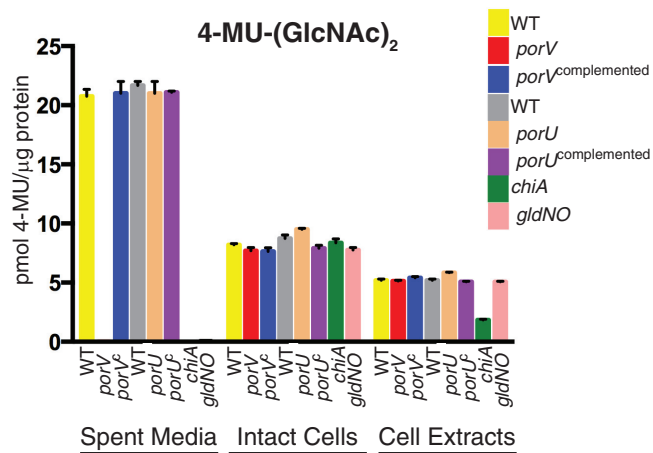 4-MU-(GlcNAc)2
pmol 4-MU/μg protein
25
20
15
10
5
0
WT
porV
porVcomplemented
WT
porU
porUcomplemented
chiA
gldNO
WT porV porVc WT porU porUc chiA gldNO
WT porV porVc WT porU porUc chiA gldNO
WT porV porVc WT porU porUc chiA gldNO
Spent Media Intact Cells Cell Extracts